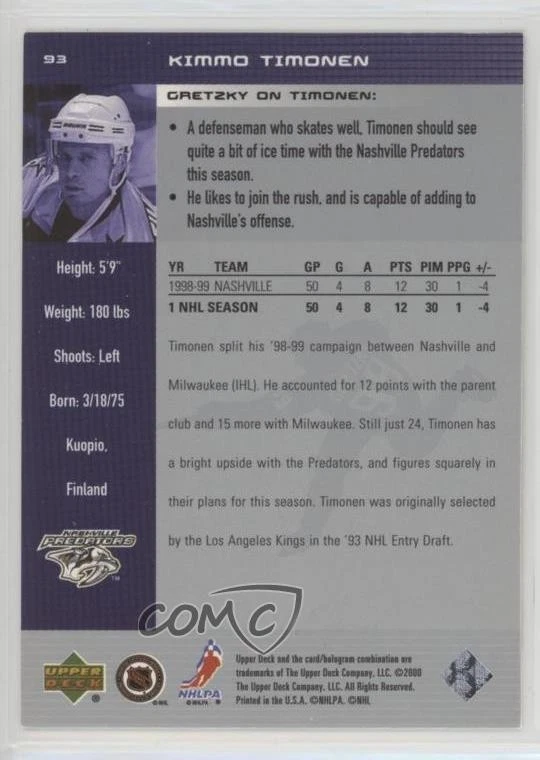 93 KIMMO TIMONEN
GRETZKY ON TIMONEN:
• A defenseman who skates well, Timonen should see
quite a bit of ice time with the Nashville Predators
this season.
• He likes to join the rush, and is capable of adding to
Nashville's offense.
Height: 5'9"
Weight: 180 lbs
Shoots: Left
Born: 3/18/75
Kuopio,
Finland
NASHVILLE
PREDATORS
TM
YR TEAM GP G A PTS PIM PPG +/-
1998-99 NASHVILLE 50 4 8 12 30 1 -4
1 NHL SEASON 50 4 8 12 30 1 -4
Timonen split his '98-99 campaign between Nashville and
Milwaukee (IHL). He accounted for 12 points with the parent
club and 15 more with Milwaukee. Still just 24, Timonen has
a bright upside with the Predators, and figures squarely in
their plans for this season. Timonen was originally selected
by the Los Angeles Kings in the '93 NHL Entry Draft.
COMC
UPPER
DECK
®
©NHL
NHLPA
©NHLPA
Upper Deck and the card/hologram combination are
trademarks of The Upper Deck Company, LLC. ©2000
The Upper Deck Company, LLC. All Rights Reserved.
Printed in the U.S.A. ©NHLPA. ©NHL